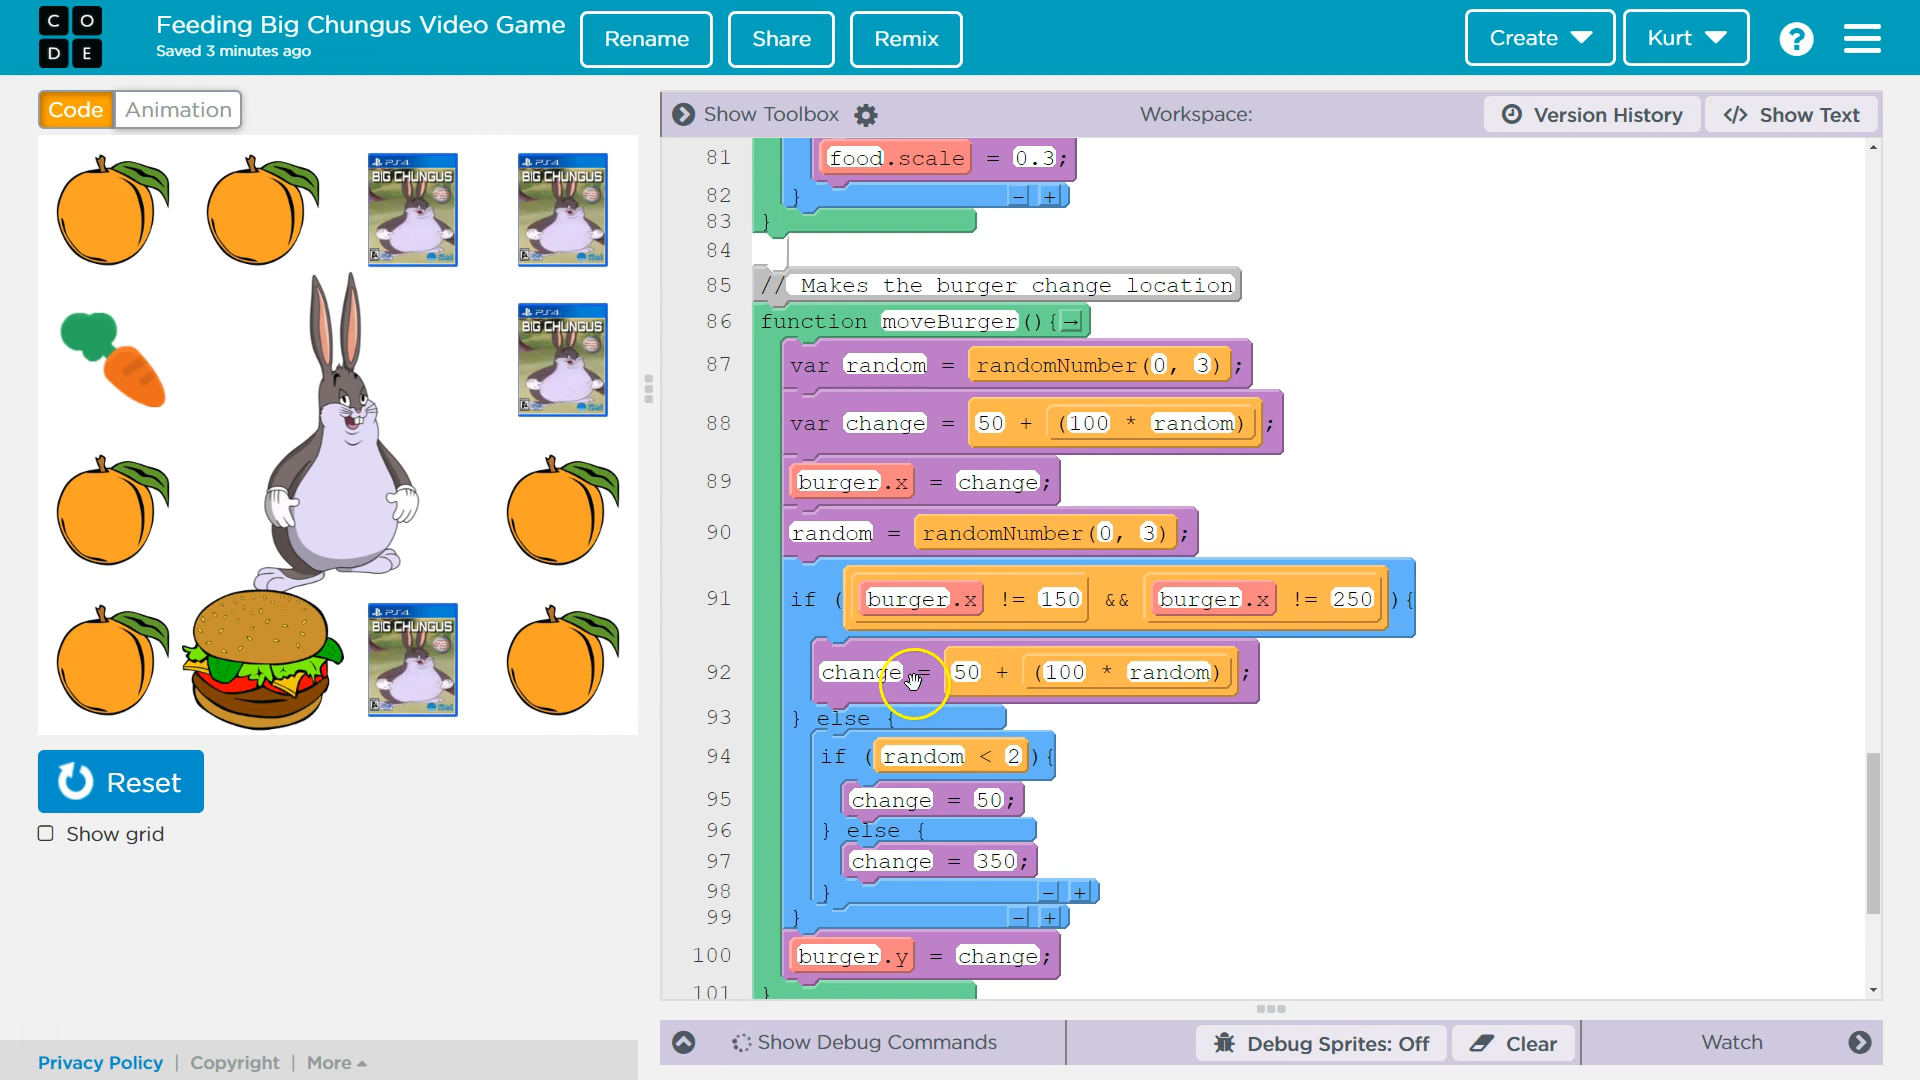 C O
D E
Feeding Big Chungus Video Game
Saved 3 minutes ago
Rename
Share
Remix
Create
Kurt
?
Code
Animation
Show Toolbox
Workspace:
Version History
</> Show Text
PS4
BIG CHUNGUS
PS4
BIG CHUNGUS
PS4
BIG CHUNGUS
PS4
BIG CHUNGUS
81 food.scale = 0.3;
82 } - +
83 }
84
85 // Makes the burger change location
86 function moveBurger(){→
87 var random = randomNumber(0, 3);
88 var change = 50 + (100 * random);
89 burger.x = change;
90 random = randomNumber(0, 3);
91 if (burger.x != 150 && burger.x != 250){
92 change = 50 + (100 * random);
93 } else {
94 if (random < 2){
95 change = 50;
96 } else {
97 change = 350;
98 } - +
99 } - +
100 burger.y = change;
101 }
Reset
Show grid
Show Debug Commands
Debug Sprites: Off
Clear
Watch
Privacy Policy | Copyright | More